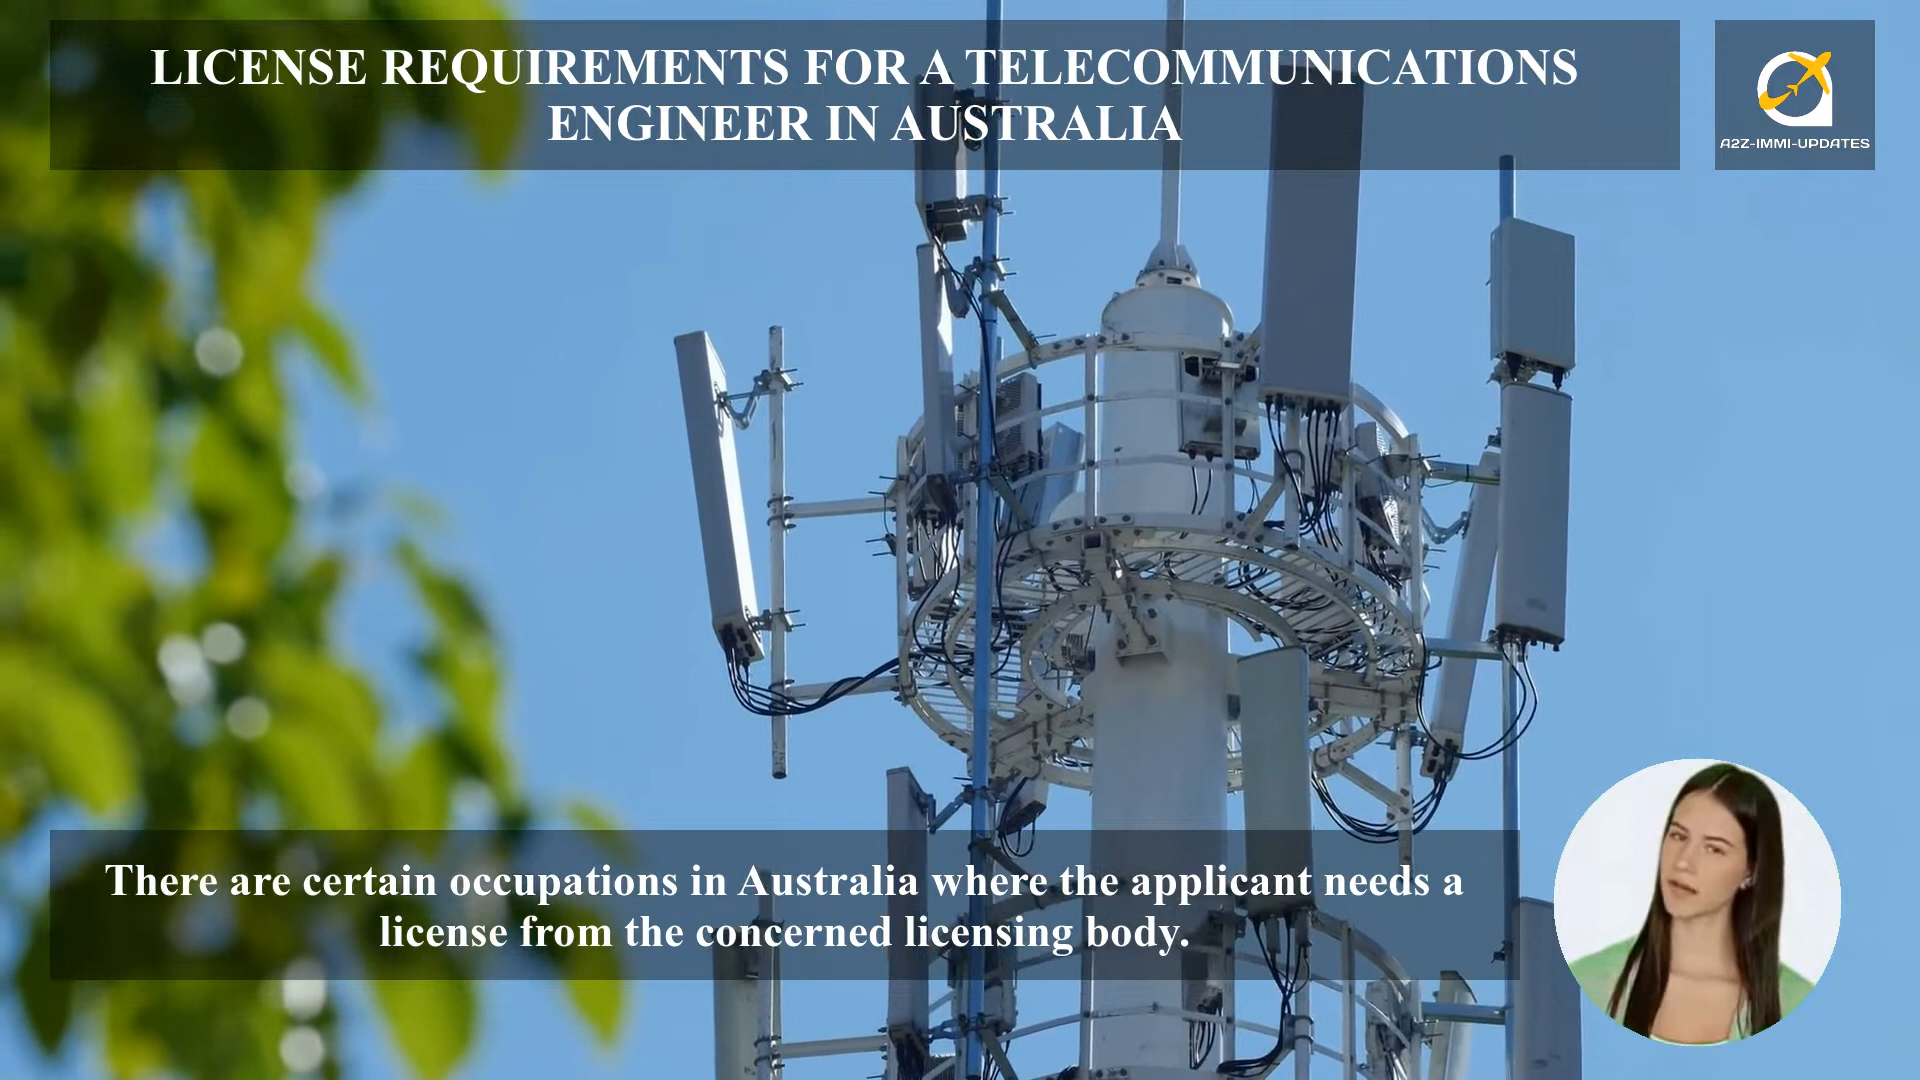 LICENSE REQUIREMENTS FOR A TELECOMMUNICATIONS
ENGINEER IN AUSTRALIA
A2Z-IMMI-UPDATES
There are certain occupations in Australia where the applicant needs a
license from the concerned licensing body.